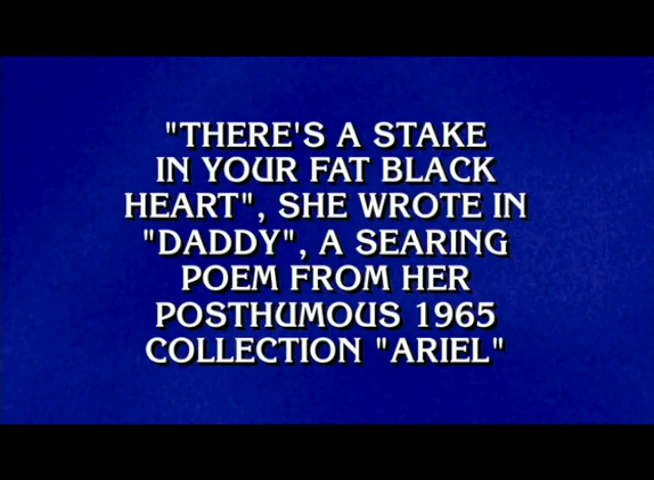 "THERE'S A STAKE
IN YOUR FAT BLACK
HEART", SHE WROTE IN
"DADDY", A SEARING
POEM FROM HER
POSTHUMOUS 1965
COLLECTION "ARIEL"